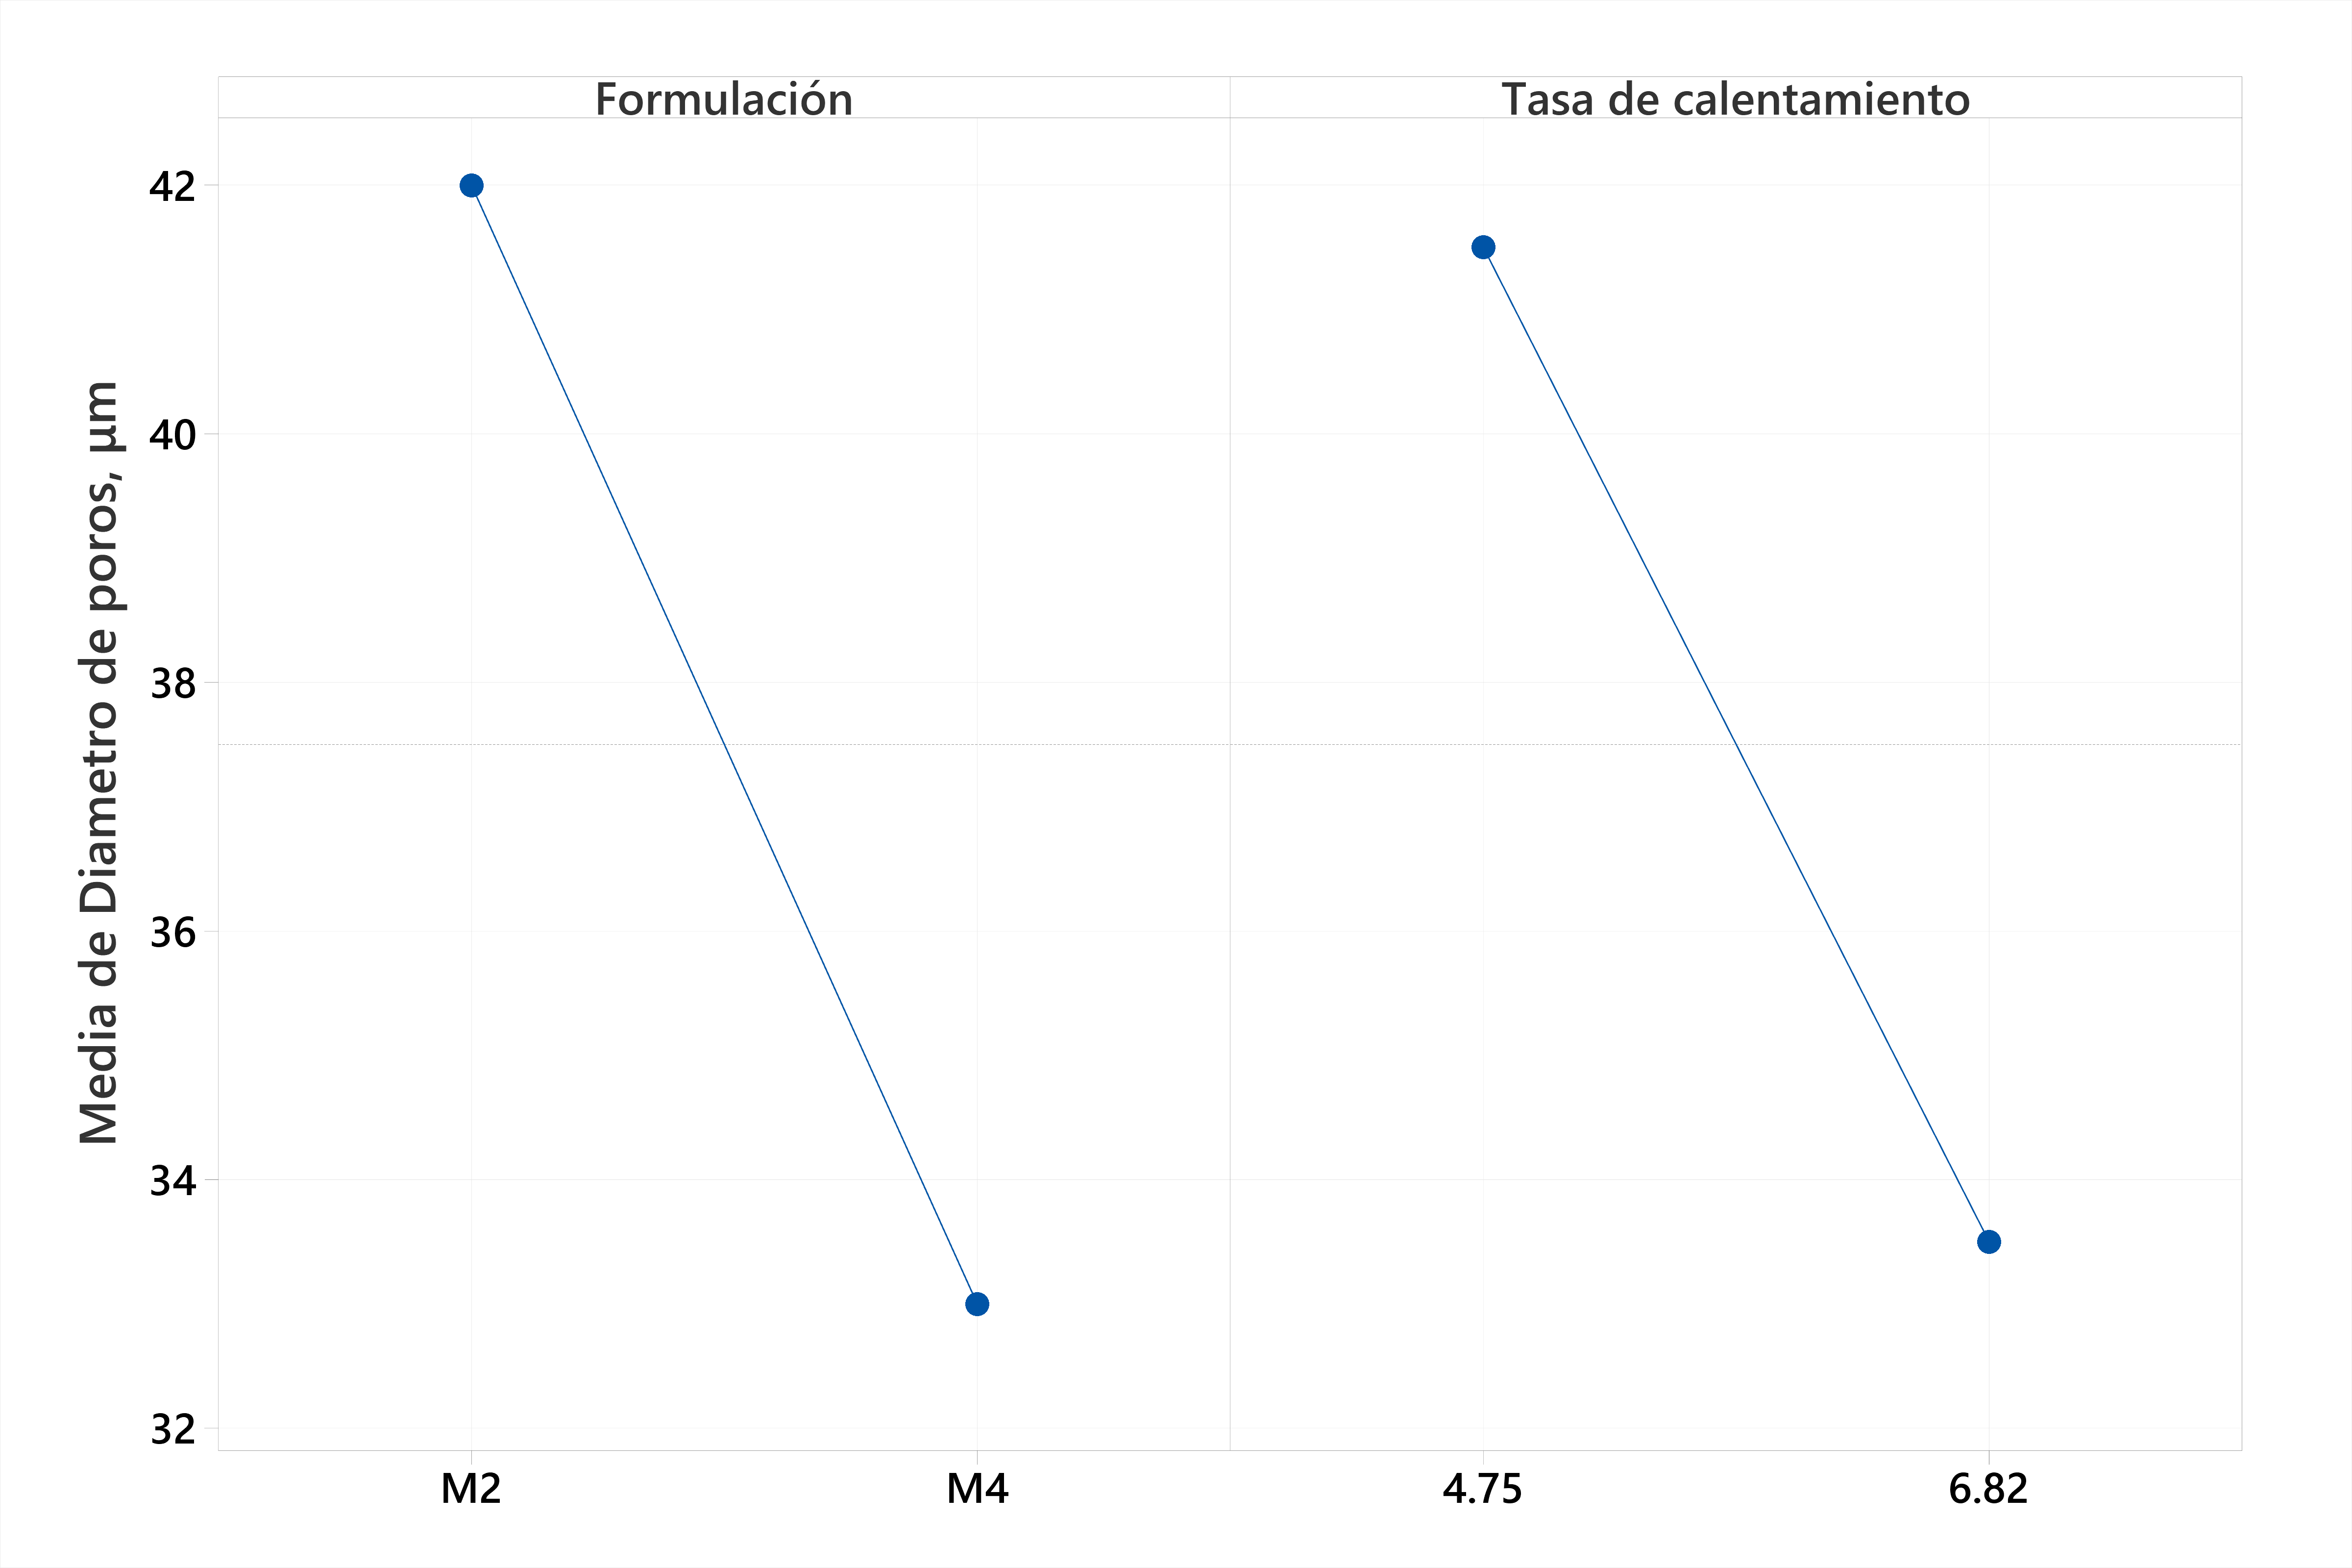 Formulación
Tasa de calentamiento
Media de Diametro de poros, µm
42
40
38
36
34
32
M2
M4
4.75
6.82